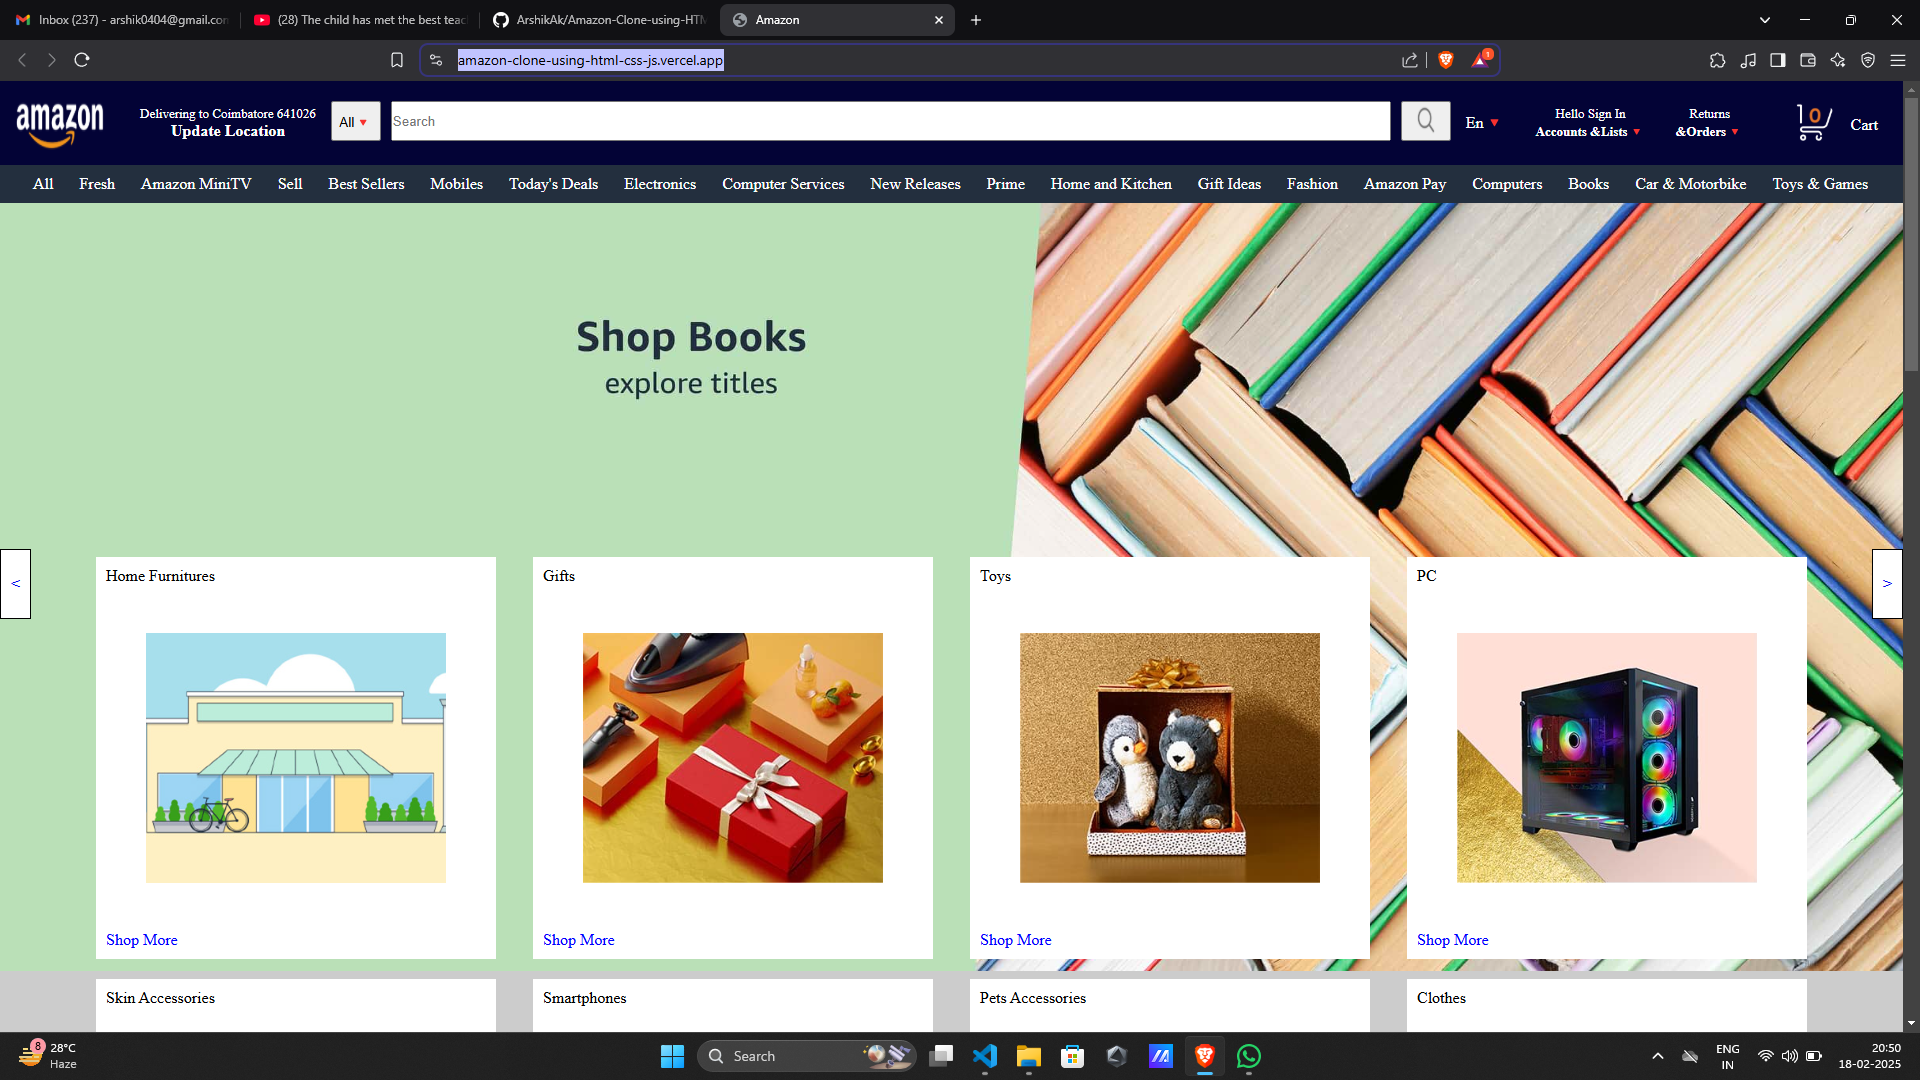 Inbox (237) - arshik0404@gmail.com
(28) The child has met the best teac
ArshikAk/Amazon-Clone-using-HTM
Amazon
amazon-clone-using-html-css-js.vercel.app
1
amazon
Delivering to Coimbatore 641026
Update Location
All
Search
En
Hello Sign In
Accounts &Lists
Returns
&Orders
0
Cart
All
Fresh
Amazon MiniTV
Sell
Best Sellers
Mobiles
Today's Deals
Electronics
Computer Services
New Releases
Prime
Home and Kitchen
Gift Ideas
Fashion
Amazon Pay
Computers
Books
Car & Motorbike
Toys & Games
Shop Books
explore titles
<
>
Home Furnitures
Gifts
Toys
PC
Shop More
Shop More
Shop More
Shop More
Skin Accessories
Smartphones
Pets Accessories
Clothes
8
28°C
Haze
Search
ENG
IN
20:50
18-02-2025